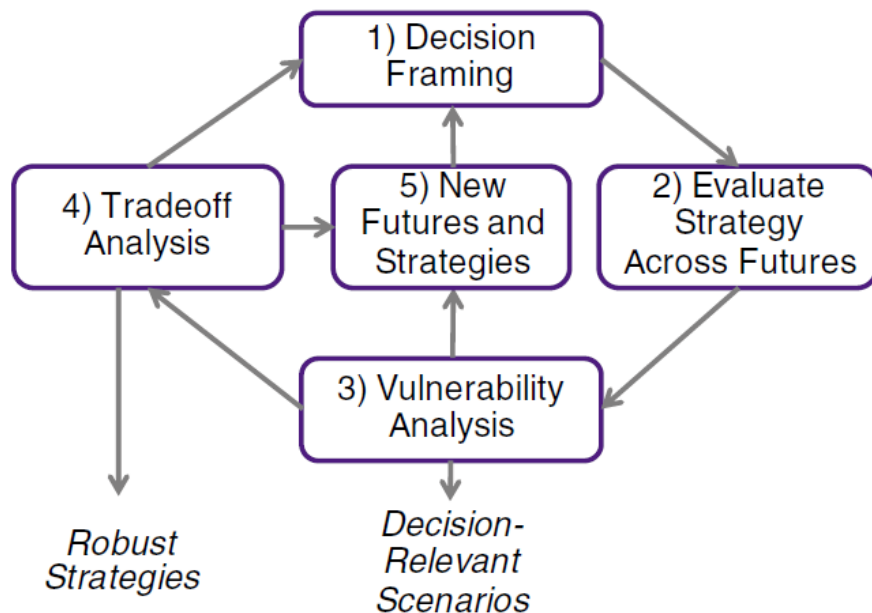 1) Decision
Framing
4) Tradeoff
Analysis
5) New
Futures and
Strategies
2) Evaluate
Strategy
Across Futures
3) Vulnerability
Analysis
Robust
Strategies
Decision-
Relevant
Scenarios